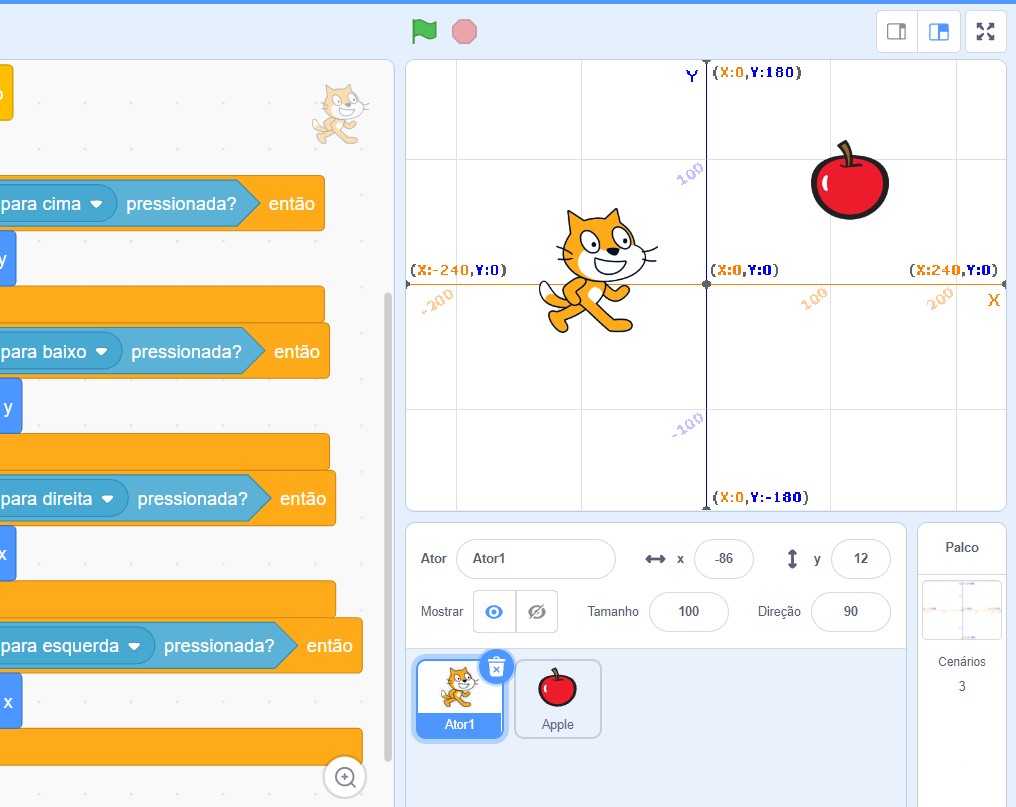 para cima pressionada? então
y
para baixo pressionada? então
y
para direita pressionada? então
x
para esquerda pressionada? então
x
Y (X:0,Y:180)
100
(X:-240,Y:0) (X:0,Y:0) (X:240,Y:0)
-200 100 200 X
-100
(X:0,Y:-180)
Ator Ator1 x -86 y 12
Mostrar Tamanho 100 Direção 90
Ator1 Apple
Palco
Cenários
3